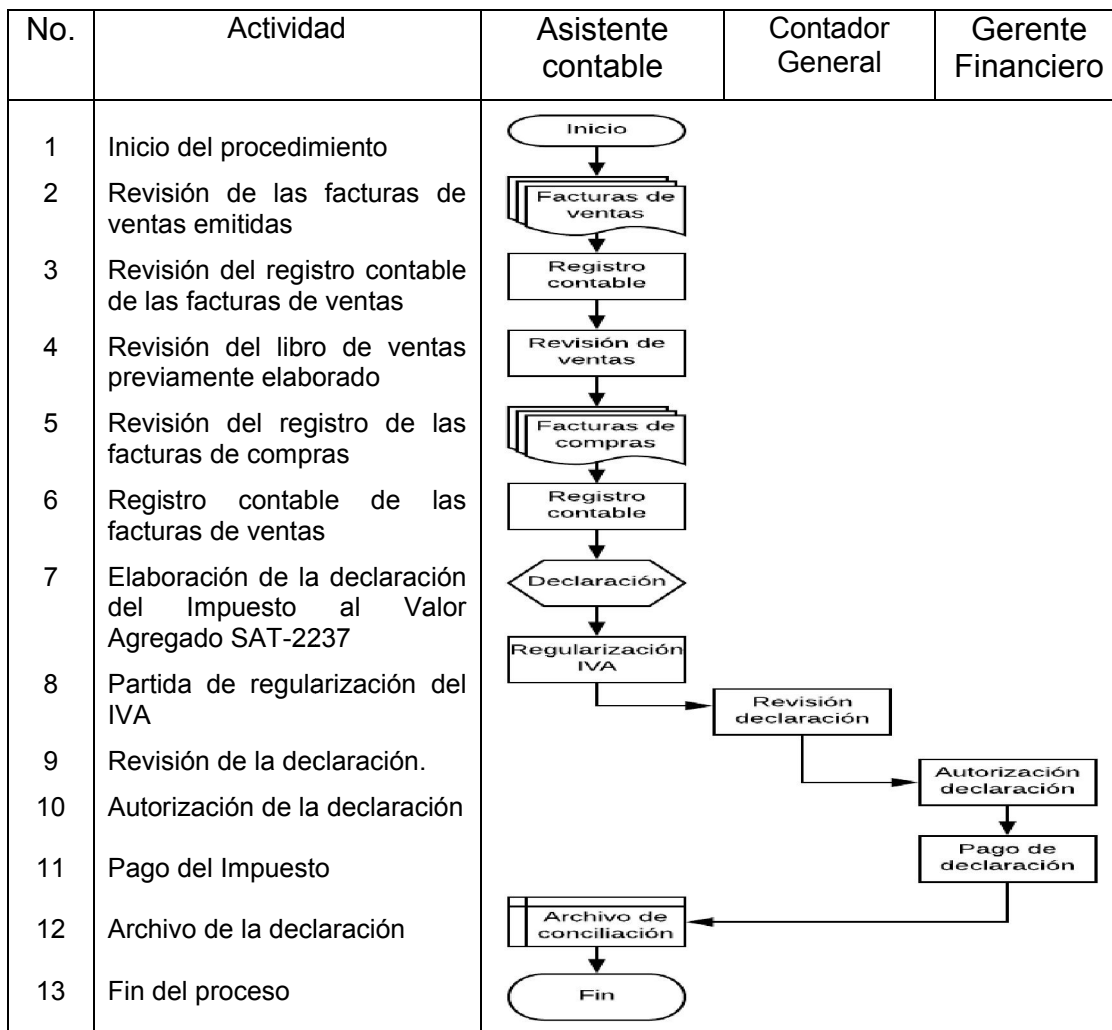 No.
Actividad
Asistente
contable
Contador
General
Gerente
Financiero
1
Inicio del procedimiento
Inicio
2
Revisión de las facturas de
ventas emitidas
Facturas de
ventas
3
Revisión del registro contable
de las facturas de ventas
Registro
contable
4
Revisión del libro de ventas
previamente elaborado
Revisión de
ventas
5
Revisión del registro de las
facturas de compras
Facturas de
compras
6
Registro contable de las
facturas de ventas
Registro
contable
7
Elaboración de la declaración
del Impuesto al Valor
Agregado SAT-2237
Declaración
Regularización
IVA
8
Partida de regularización del
IVA
Revisión
declaración
9
Revisión de la declaración.
Autorización
declaración
10
Autorización de la declaración
11
Pago del Impuesto
Pago de
declaración
12
Archivo de la declaración
Archivo de
conciliación
13
Fin del proceso
Fin